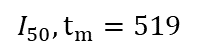 I₅₀, tₘ = 519